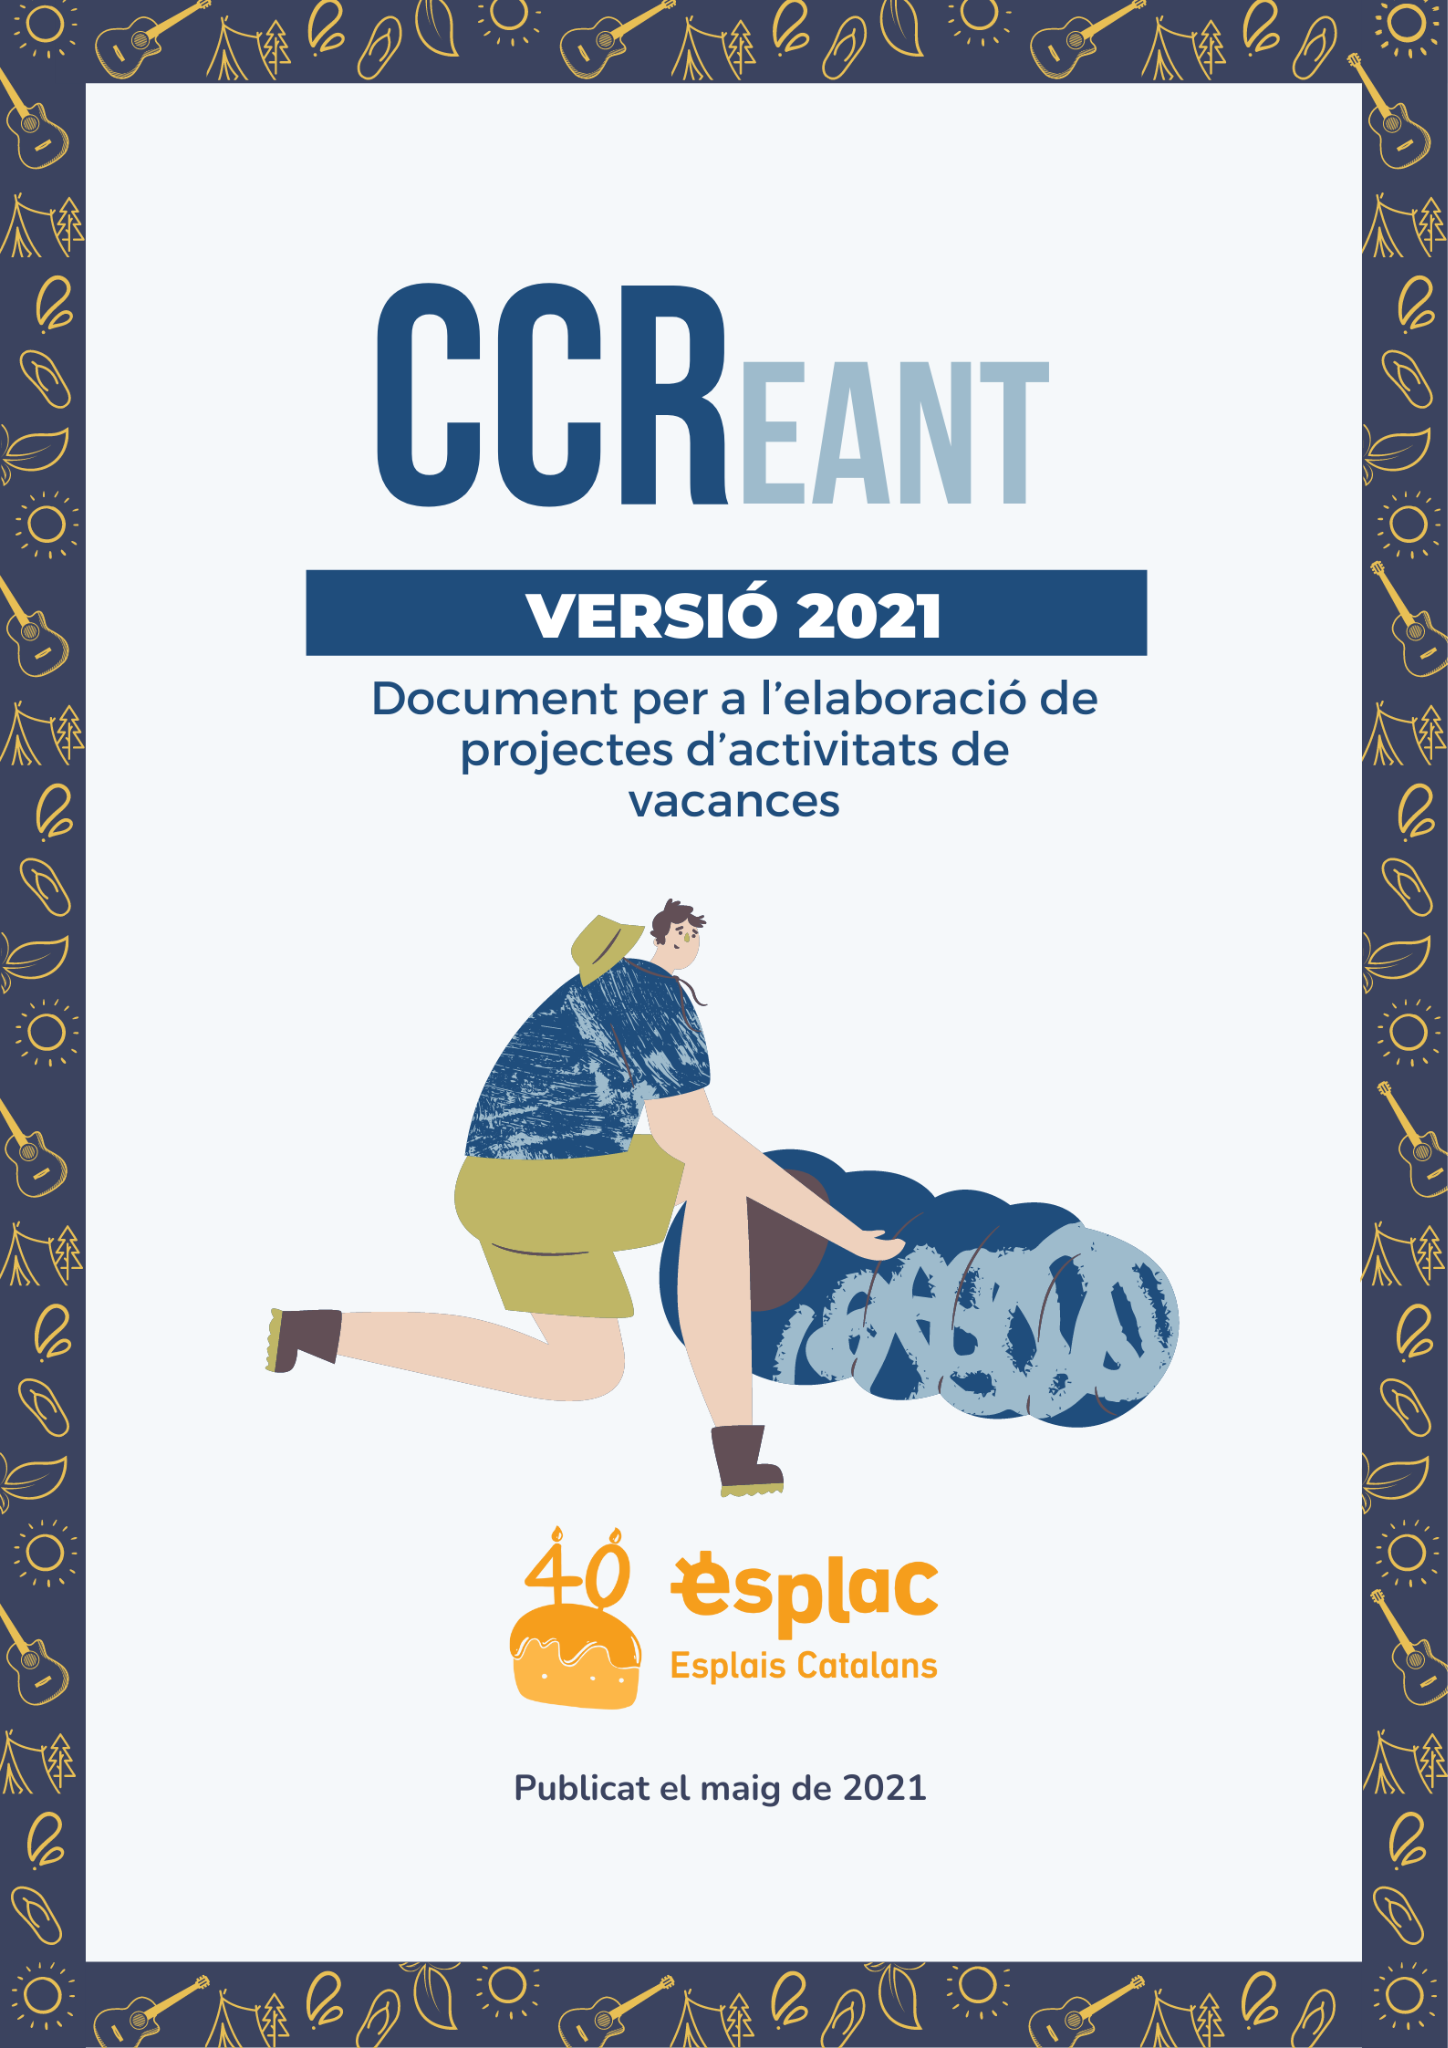 CCREANT
VERSIÓ 2021
Document per a l’elaboració de
projectes d’activitats de
vacances
40
esplac
Esplais Catalans
Publicat el maig de 2021